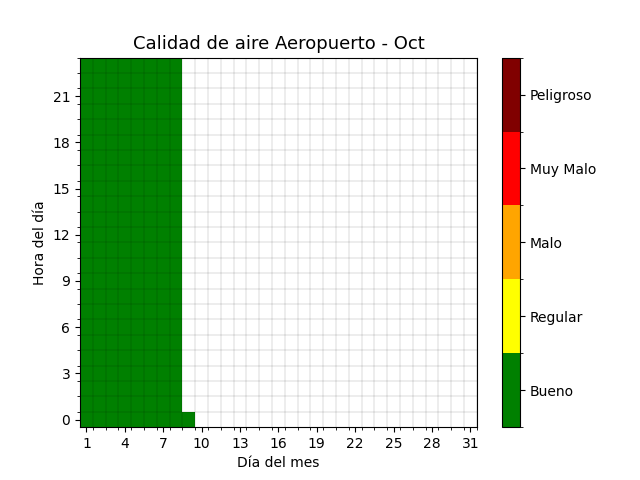 Calidad de aire Aeropuerto - Oct
Hora del día
21
18
15
12
9
6
3
0
1 4 7 10 13 16 19 22 25 28 31
Día del mes
Peligroso
Muy Malo
Malo
Regular
Bueno